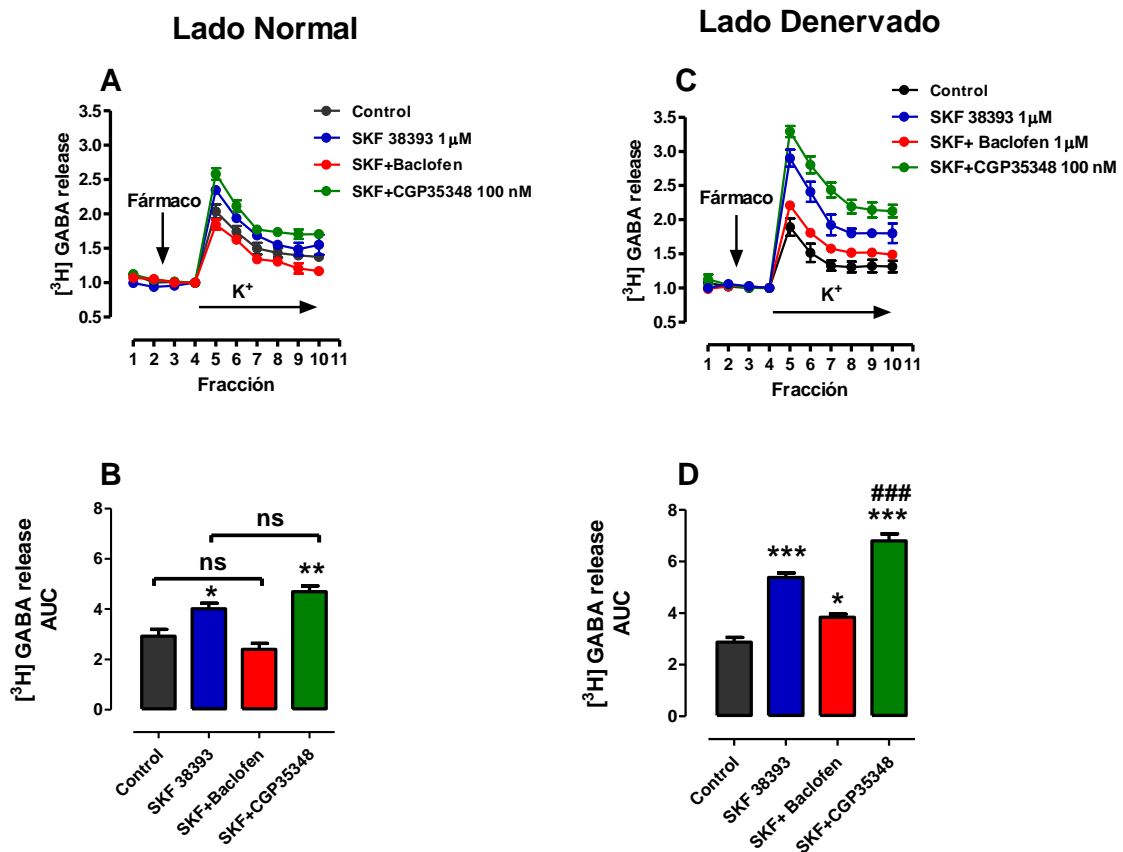 Lado Normal
A
Control
SKF 38393 1µM
SKF+Baclofen
SKF+CGP35348 100 nM
[³H] GABA release
3.5
3.0
2.5
2.0
1.5
1.0
0.5
Fármaco
K⁺
1 2 3 4 5 6 7 8 9 10 11
Fracción
Lado Denervado
C
Control
SKF 38393 1µM
SKF+ Baclofen 1µM
SKF+CGP35348 100 nM
[³H] GABA release
3.5
3.0
2.5
2.0
1.5
1.0
0.5
Fármaco
K⁺
1 2 3 4 5 6 7 8 9 10 11
Fracción
B
[³H] GABA release
AUC
8
6
4
2
0
ns
ns
*
**
Control
SKF 38393
SKF+Baclofen
SKF+CGP35348
D
[³H] GABA release
AUC
8
6
4
2
0
***
*
###
***
Control
SKF 38393
SKF+ Baclofen
SKF+CGP35348